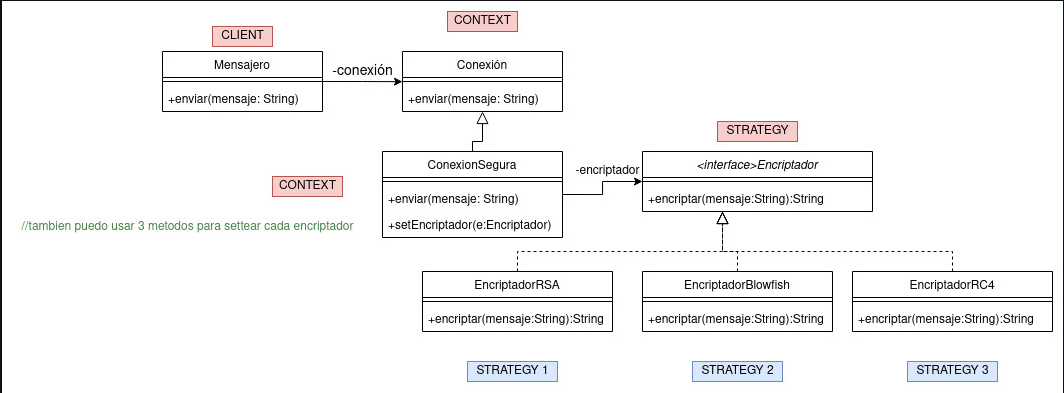 CONTEXT
CLIENT
Mensajero
-conexión
Conexión
+enviar(mensaje: String)
+enviar(mensaje: String)
STRATEGY
ConexionSegura
-encriptador
<interface>Encriptador
CONTEXT
+enviar(mensaje: String)
+encriptar(mensaje:String):String
//tambien puedo usar 3 metodos para settear cada encriptador
+setEncriptador(e:Encriptador)
EncriptadorRSA
EncriptadorBlowfish
EncriptadorRC4
+encriptar(mensaje:String):String
+encriptar(mensaje:String):String
+encriptar(mensaje:String):String
STRATEGY 1
STRATEGY 2
STRATEGY 3